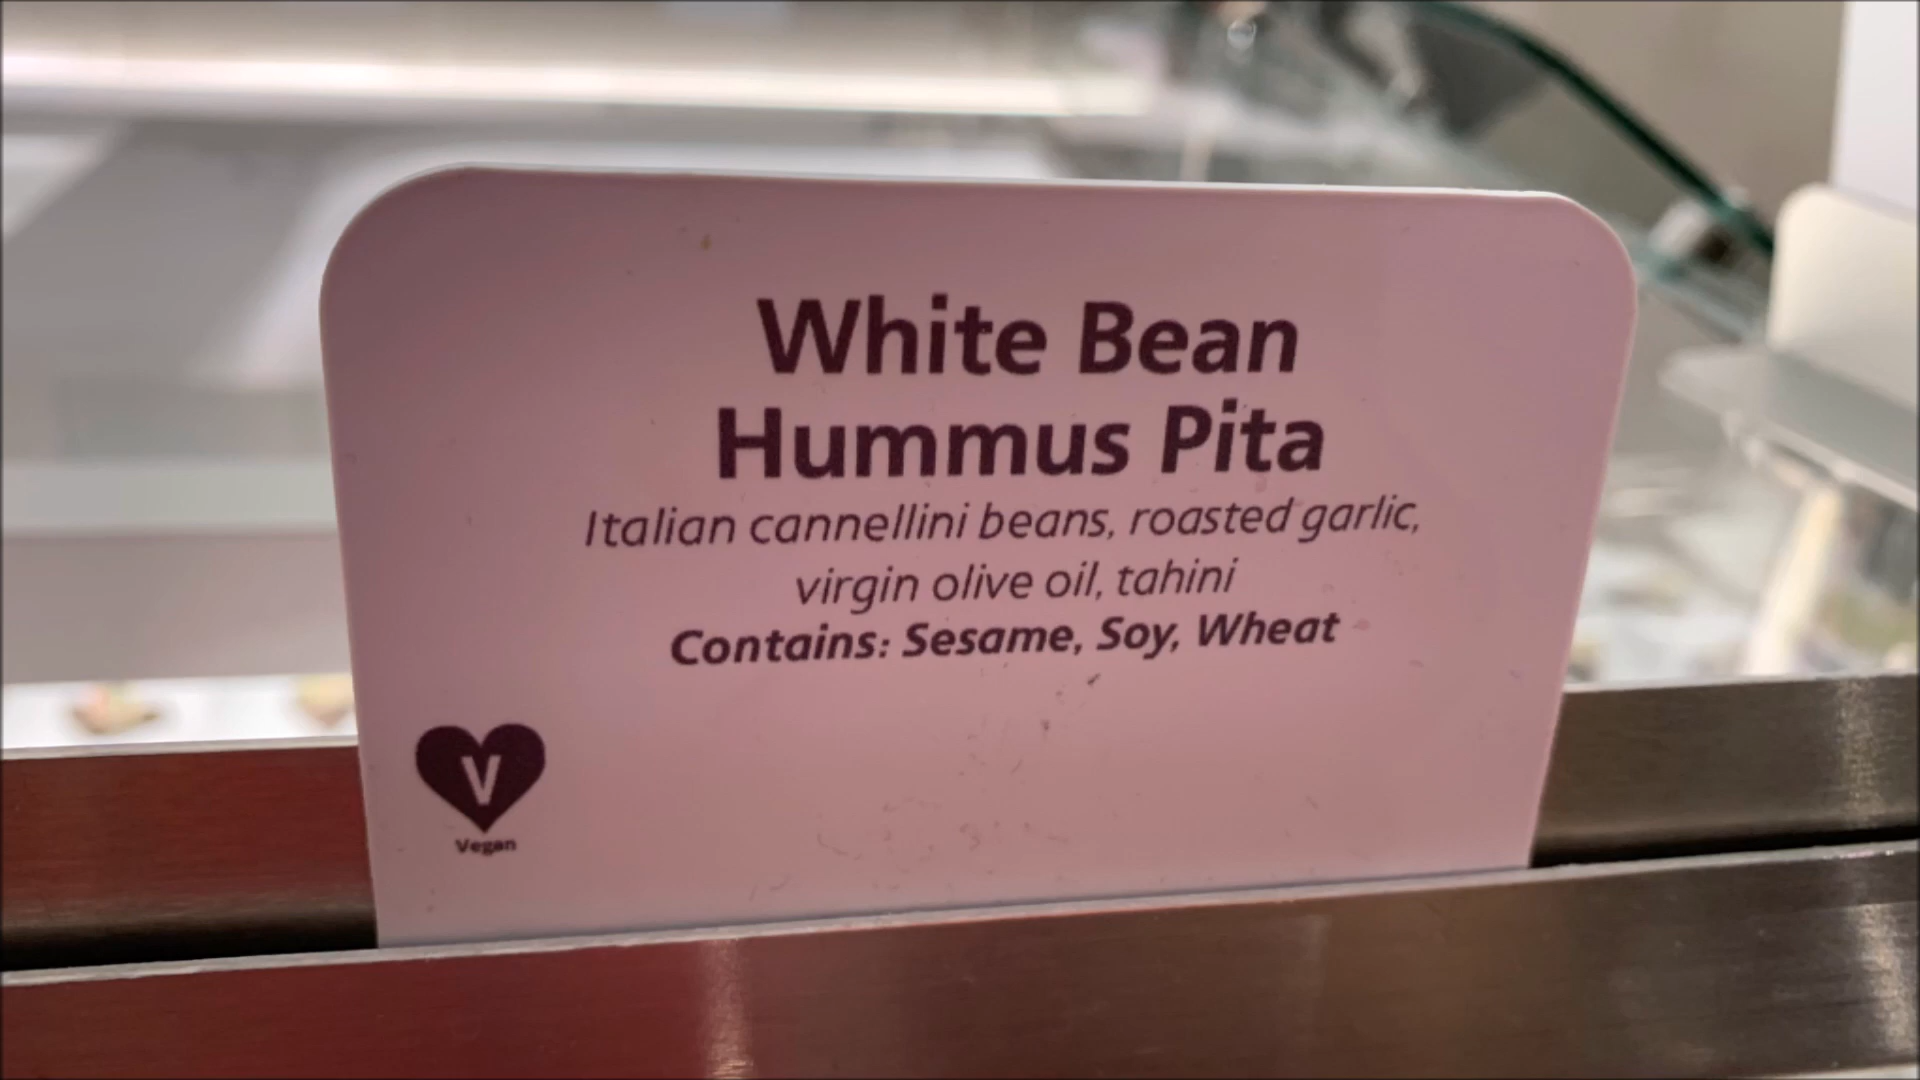 White Bean
Hummus Pita
Italian cannellini beans, roasted garlic,
virgin olive oil, tahini
Contains: Sesame, Soy, Wheat
V
Vegan